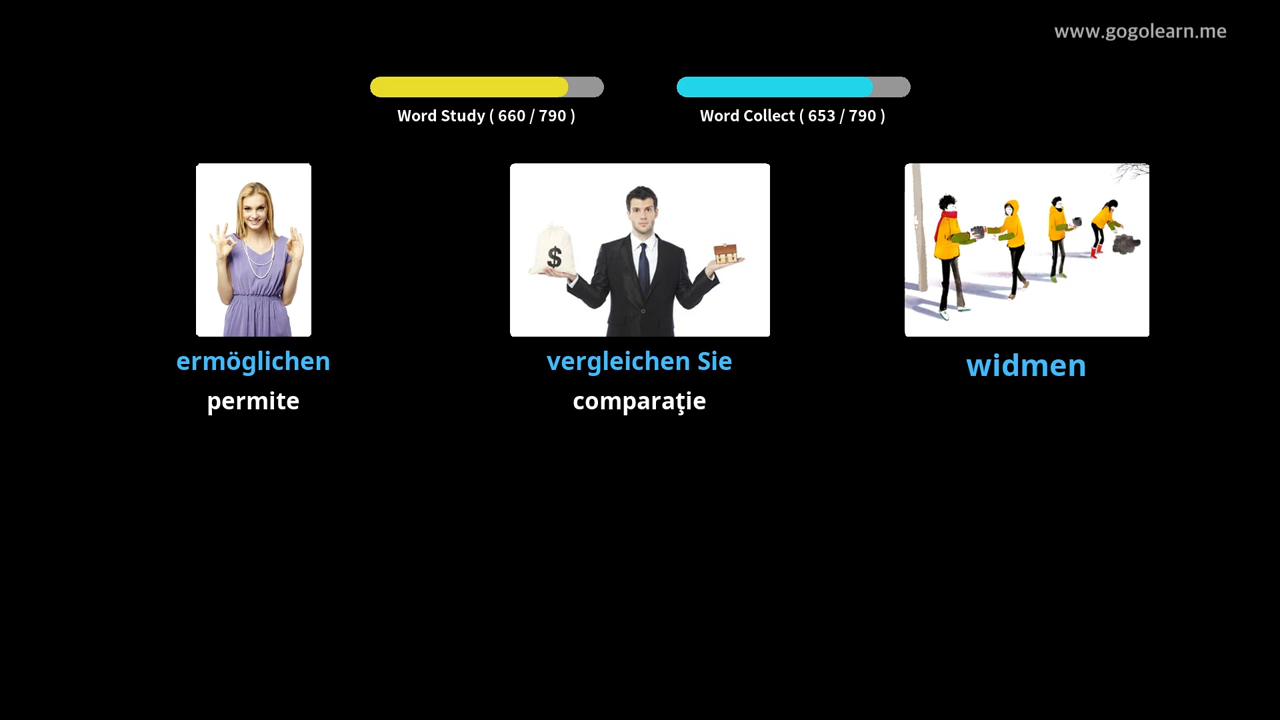 www.gogolearn.me
Word Study ( 660 / 790 )
Word Collect ( 653 / 790 )
$
ermöglichen
permite
vergleichen Sie
comparaţie
widmen